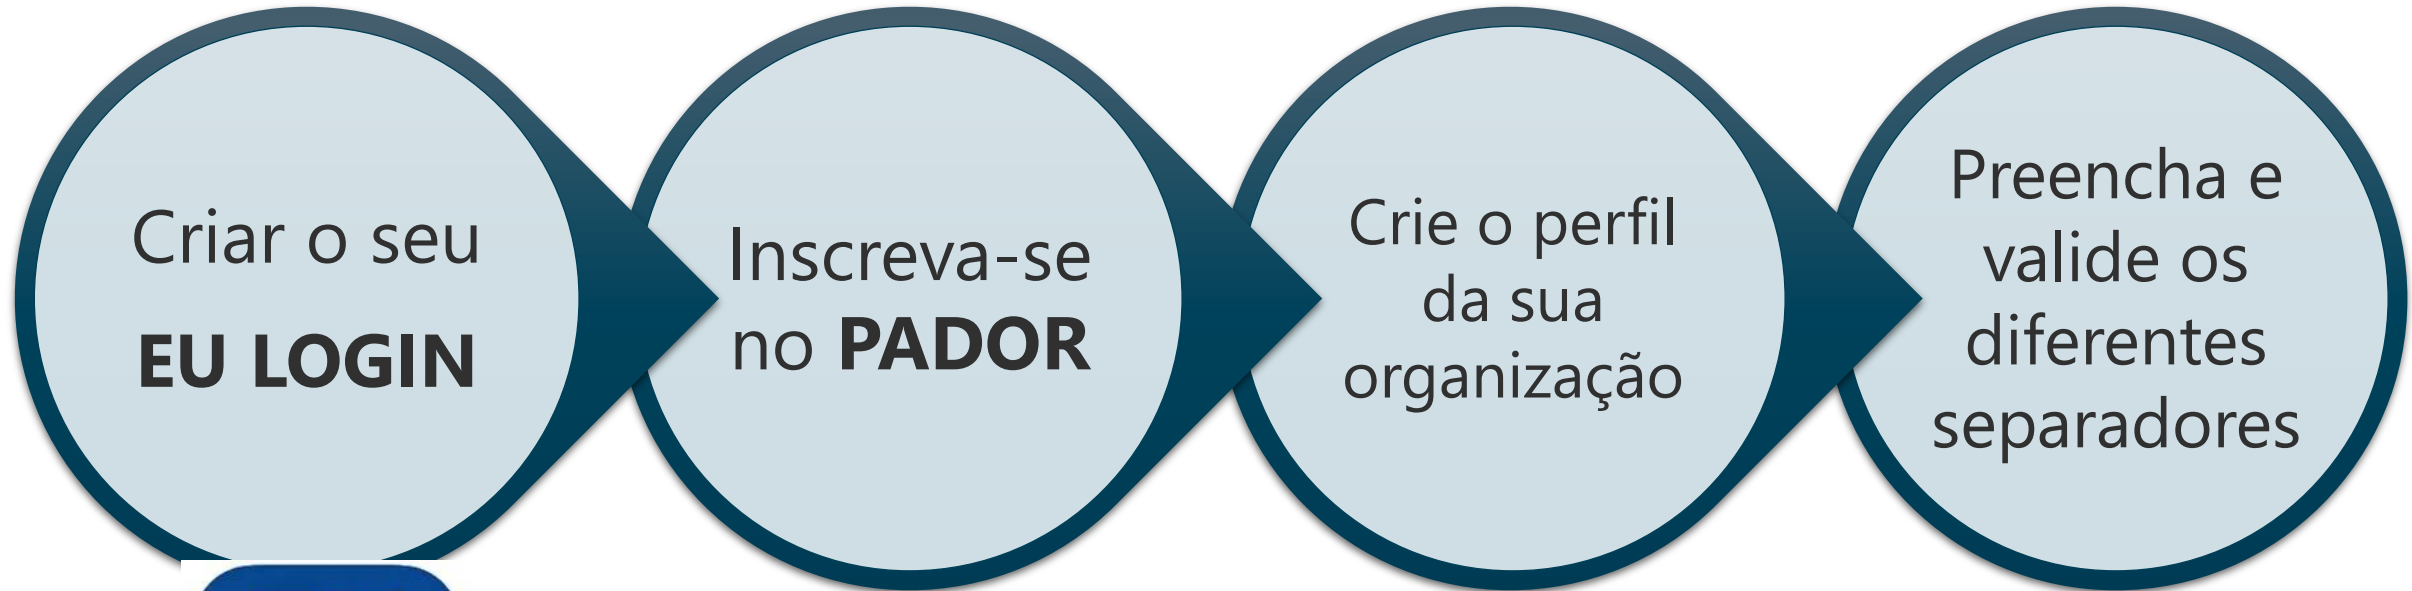 Criar o seu
EU LOGIN
Inscreva-se
no PADOR
Crie o perfil
da sua
organização
Preencha e
valide os
diferentes
separadores